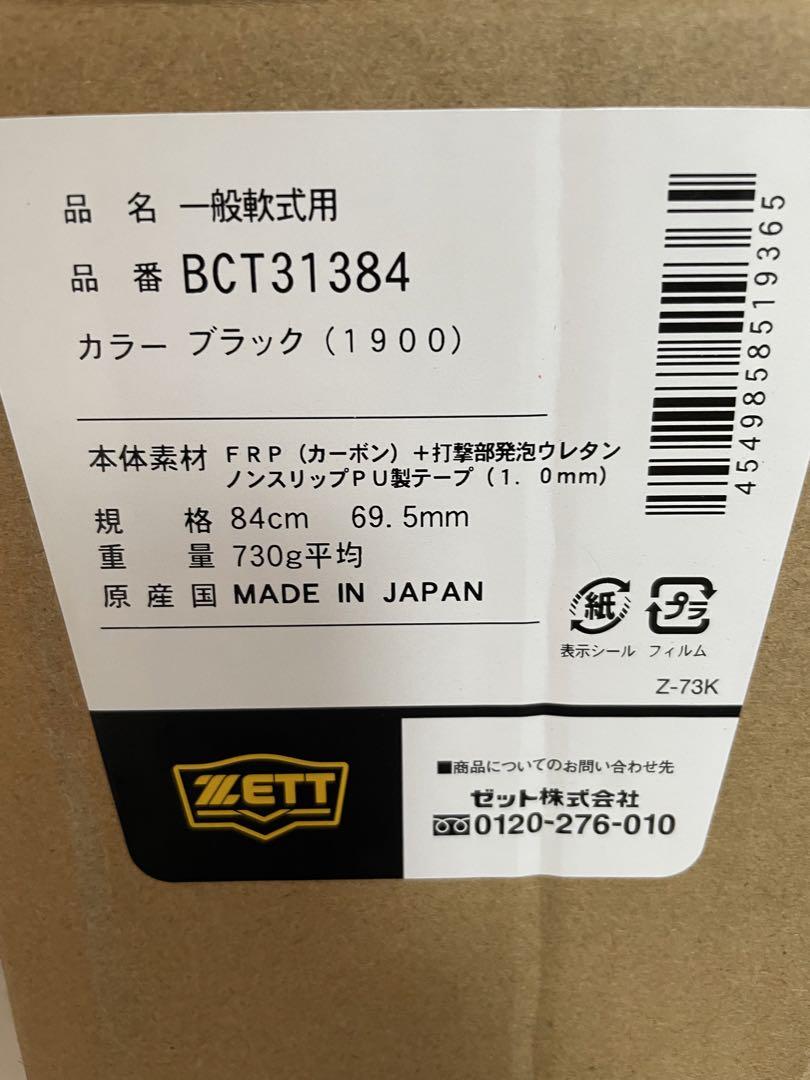 品 名 一般軟式用
品 番 BCT31384
カラー ブラック（1900）
本体素材 FRP（カーボン）＋打撃部発泡ウレタン
ノンスリップPU製テープ（1.0mm）
規 格 84cm 69.5mm
重 量 730g平均
原産国 MADE IN JAPAN
4549858519365
紙 プラ
表示シール フィルム
Z-73K
ZETT
■商品についてのお問い合わせ先
ゼット株式会社
0120-276-010